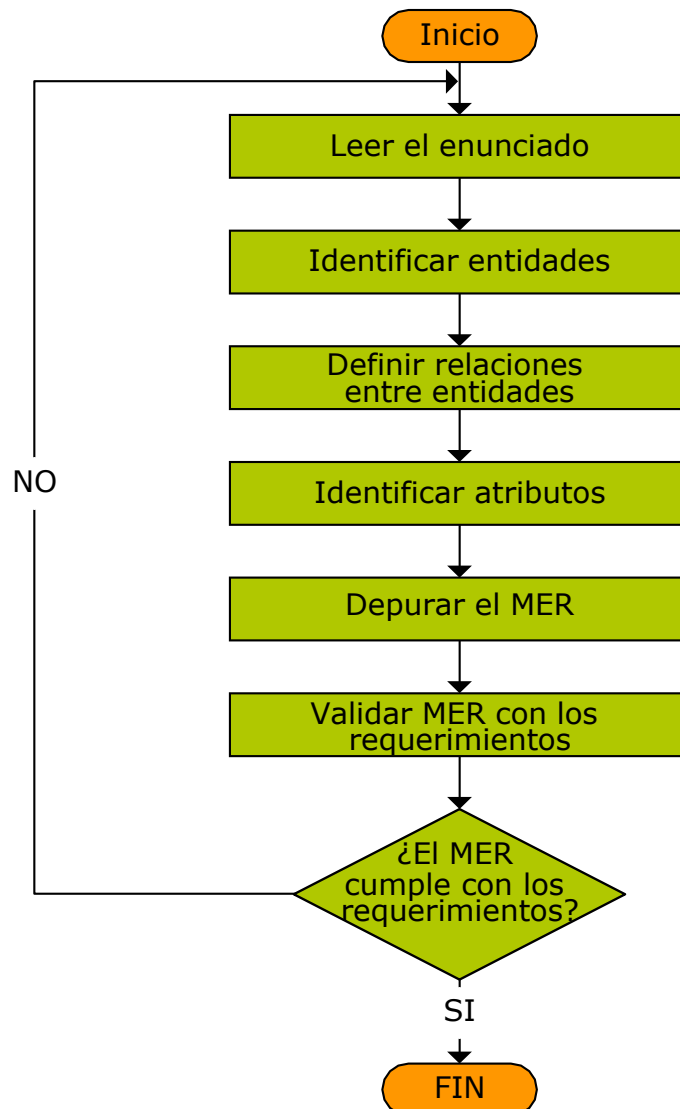 Inicio
Leer el enunciado
Identificar entidades
Definir relaciones
entre entidades
NO
Identificar atributos
Depurar el MER
Validar MER con los
requerimientos
¿El MER
cumple con los
requerimientos?
SI
FIN